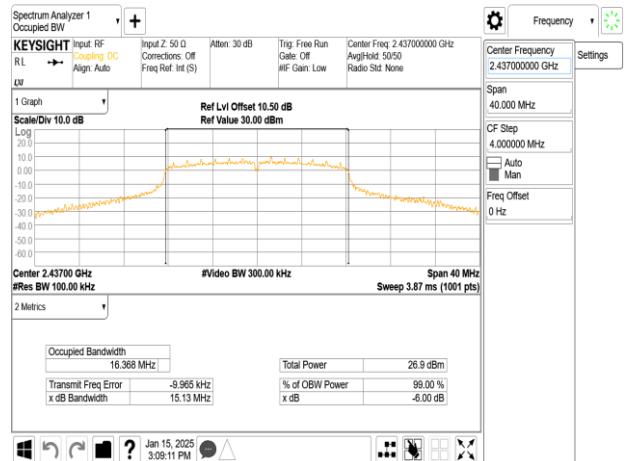 Spectrum Analyzer 1
Occupied BW
Frequency
KEYSIGHT
RL
LXI
Input: RF
Coupling: DC
Align: Auto
Input Z: 50 Ω
Corrections: Off
Freq Ref: Int (S)
Atten: 30 dB
Trig: Free Run
Gate: Off
#IF Gain: Low
Center Freq: 2.437000000 GHz
Avg|Hold: 50/50
Radio Std: None
Center Frequency
2.437000000 GHz
Settings
Span
40.000 MHz
CF Step
4.000000 MHz
Auto
Man
Freq Offset
0 Hz
1 Graph
Scale/Div 10.0 dB
Ref Lvl Offset 10.50 dB
Ref Value 30.00 dBm
Log
20.0
10.0
0.00
-10.0
-20.0
-30.0
-40.0
-50.0
-60.0
Center 2.43700 GHz
#Res BW 100.00 kHz
#Video BW 300.00 kHz
Span 40 MHz
Sweep 3.87 ms (1001 pts)
2 Metrics
Occupied Bandwidth
16.368 MHz
Total Power 26.9 dBm
Transmit Freq Error -9.965 kHz
% of OBW Power 99.00 %
x dB Bandwidth 15.13 MHz
x dB -6.00 dB
?
Jan 15, 2025
3:09:11 PM